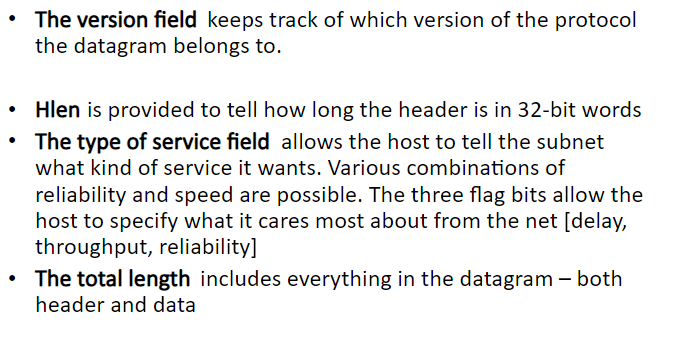 • The version field keeps track of which version of the protocol
the datagram belongs to.
• Hlen is provided to tell how long the header is in 32-bit words
• The type of service field allows the host to tell the subnet
what kind of service it wants. Various combinations of
reliability and speed are possible. The three flag bits allow the
host to specify what it cares most about from the net [delay,
throughput, reliability]
• The total length includes everything in the datagram – both
header and data